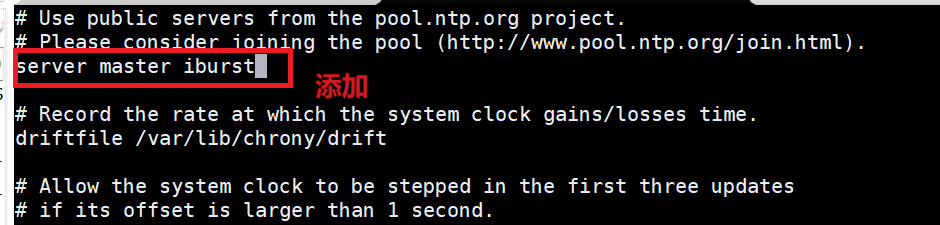 # Use public servers from the pool.ntp.org project.
# Please consider joining the pool (http://www.pool.ntp.org/join.html).
server master iburst
添加
# Record the rate at which the system clock gains/losses time.
driftfile /var/lib/chrony/drift
# Allow the system clock to be stepped in the first three updates
# if its offset is larger than 1 second.